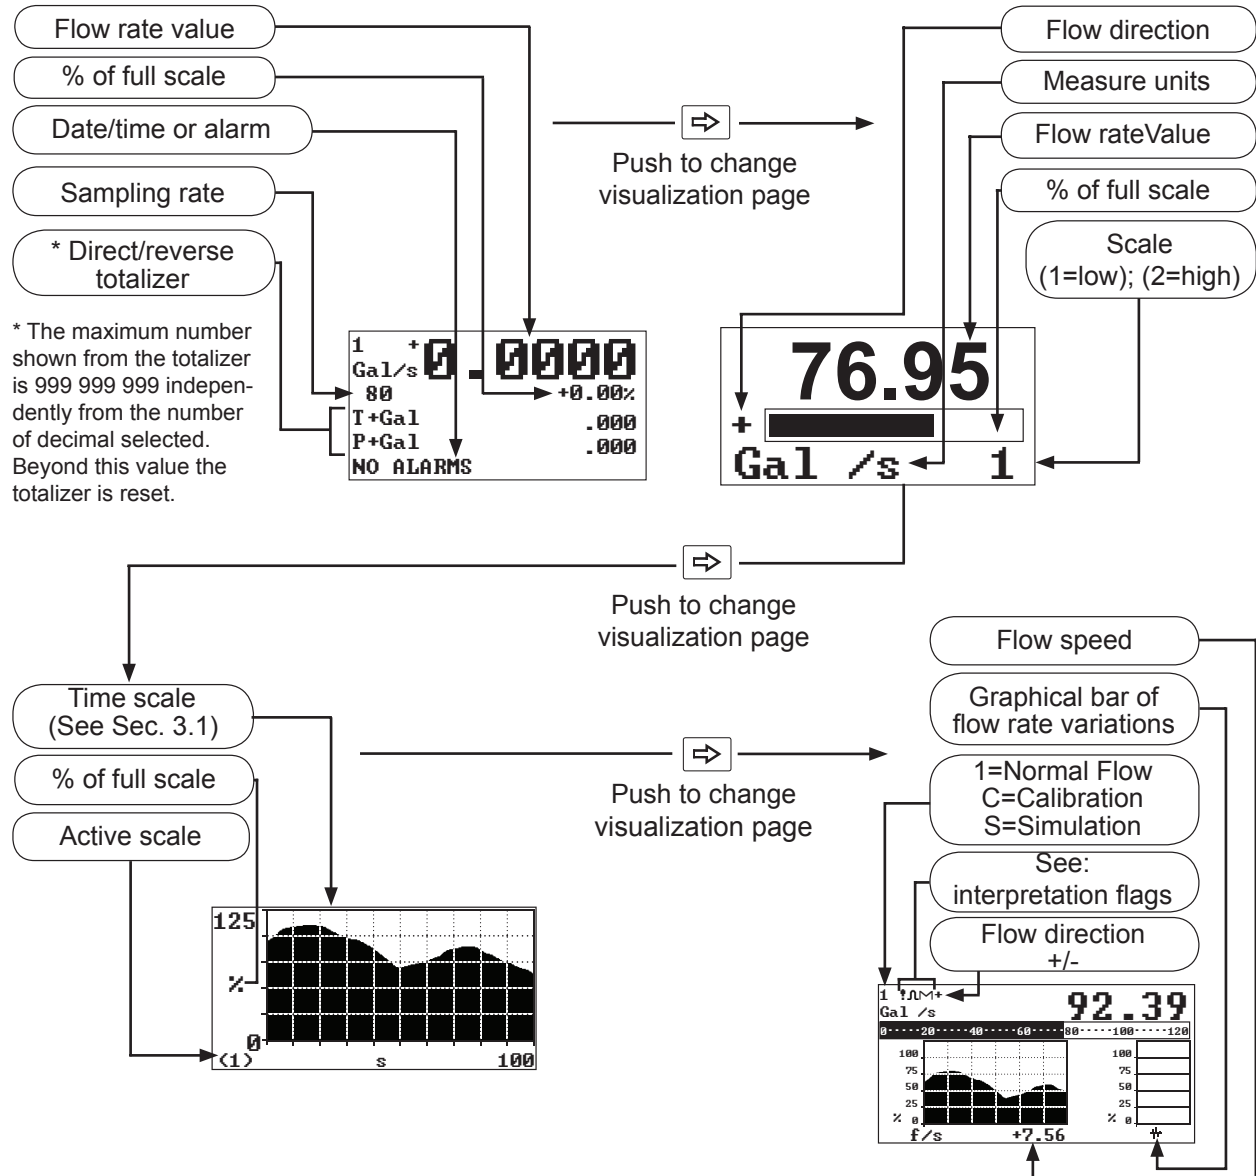 Flow rate value
% of full scale
Date/time or alarm
Sampling rate
* Direct/reverse
totalizer
* The maximum number
shown from the totalizer
is 999 999 999 indepen-
dently from the number
of decimal selected.
Beyond this value the
totalizer is reset.
1 +
Gal/s
0.0000
80
+0.00%
T+Gal .000
P+Gal .000
NO ALARMS
Push to change
visualization page
Flow direction
Measure units
Flow rateValue
% of full scale
Scale
(1=low); (2=high)
76.95
+
Gal /s 1
Push to change
visualization page
Time scale
(See Sec. 3.1)
% of full scale
Active scale
125
%
0
(1) s 100
Push to change
visualization page
Flow speed
Graphical bar of
flow rate variations
1=Normal Flow
C=Calibration
S=Simulation
See:
interpretation flags
Flow direction
+/-
1 ! M+
Gal /s
92.39
0 20 40 60 80 100 120
100
75
50
25
% 0
f/s +7.56
100
75
50
25
% 0